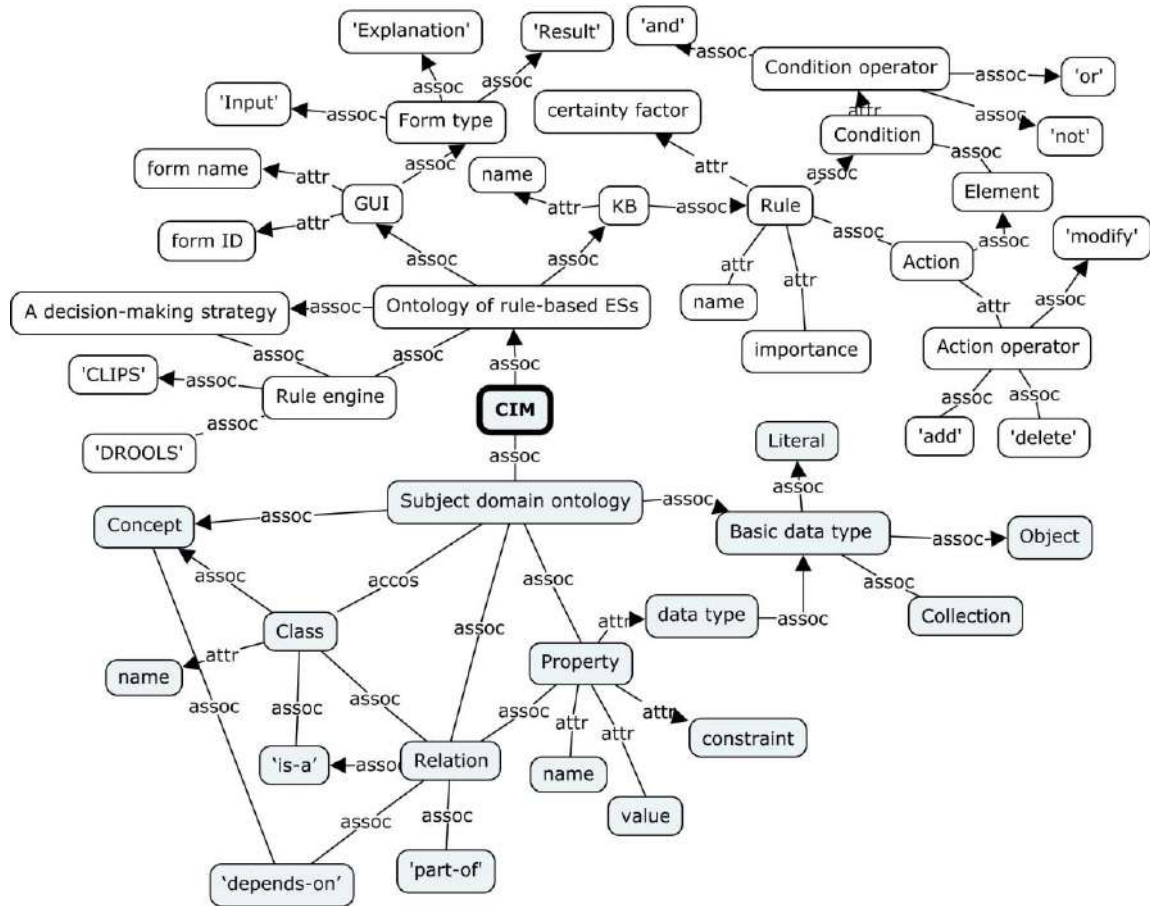 'Explanation'
'Result'
'and'
assoc
Condition operator
assoc
'or'
assoc
assoc
'Input'
assoc
assoc
Form type
certainty factor
attr
assoc
'not'
Condition
form name
attr
assoc
name
attr
assoc
assoc
GUI
attr
KB
assoc
Rule
Element
form ID
attr
assoc
assoc
attr
assoc
Action
assoc
'modify'
A decision-making strategy
assoc
Ontology of rule-based ESs
name
attr
assoc
assoc
assoc
importance
Action operator
'CLIPS'
assoc
Rule engine
assoc
assoc
assoc
assoc
CIM
'DROOLS'
'add'
'delete'
assoc
Literal
assoc
Subject domain ontology
assoc
Concept
assoc
Basic data type
assoc
Object
assoc
accos
assoc
assoc
Collection
Class
assoc
attr
data type
assoc
name
attr
Property
assoc
assoc
assoc
assoc
attr
attr
attr
constraint
‘is-a’
assoc
Relation
name
value
assoc
assoc
‘depends-on’
'part-of'